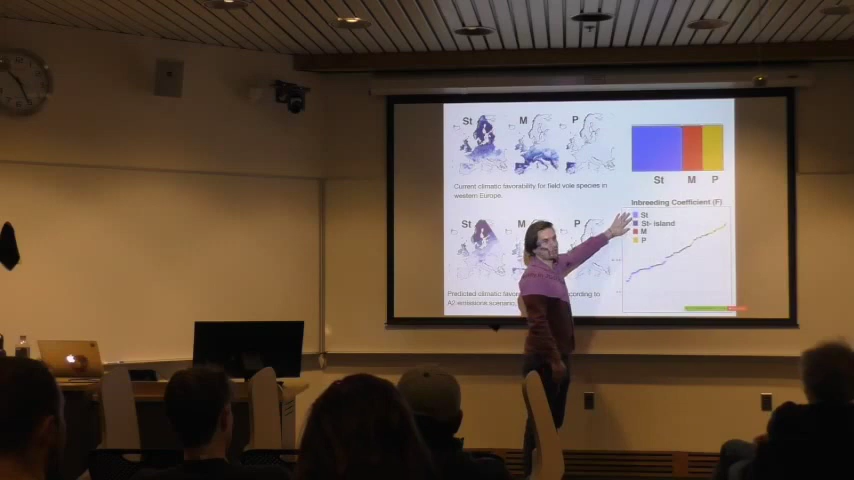 St M P
St M P
Current climatic favorability for field vole species in
western Europe.
Inbreeding Coefficient (F)
St
St- island
M
P
St M P
Predicted climatic favor
cording to
A2 emissions scenario.